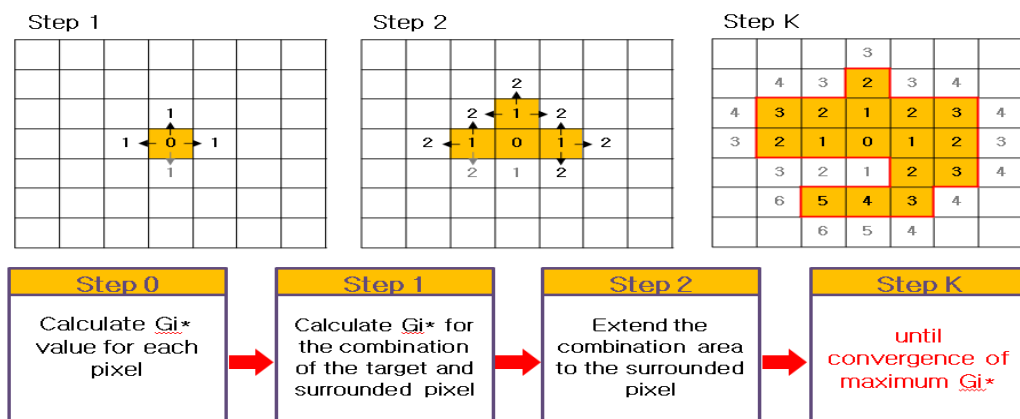 Step 1
1
1 0 1
1
Step 2
2
2 1 2
2 1 0 1 2
2 1 2
Step K
3
4 3 2 3 4
4 3 2 1 2 3 4
3 2 1 0 1 2 3
3 2 1 2 3 4
6 5 4 3 4
6 5 4
Step 0
Calculate Gi*
value for each
pixel
Step 1
Calculate Gi* for
the combination
of the target and
surrounded pixel
Step 2
Extend the
combination area
to the surrounded
pixel
Step K
until
convergence of
maximum Gi*